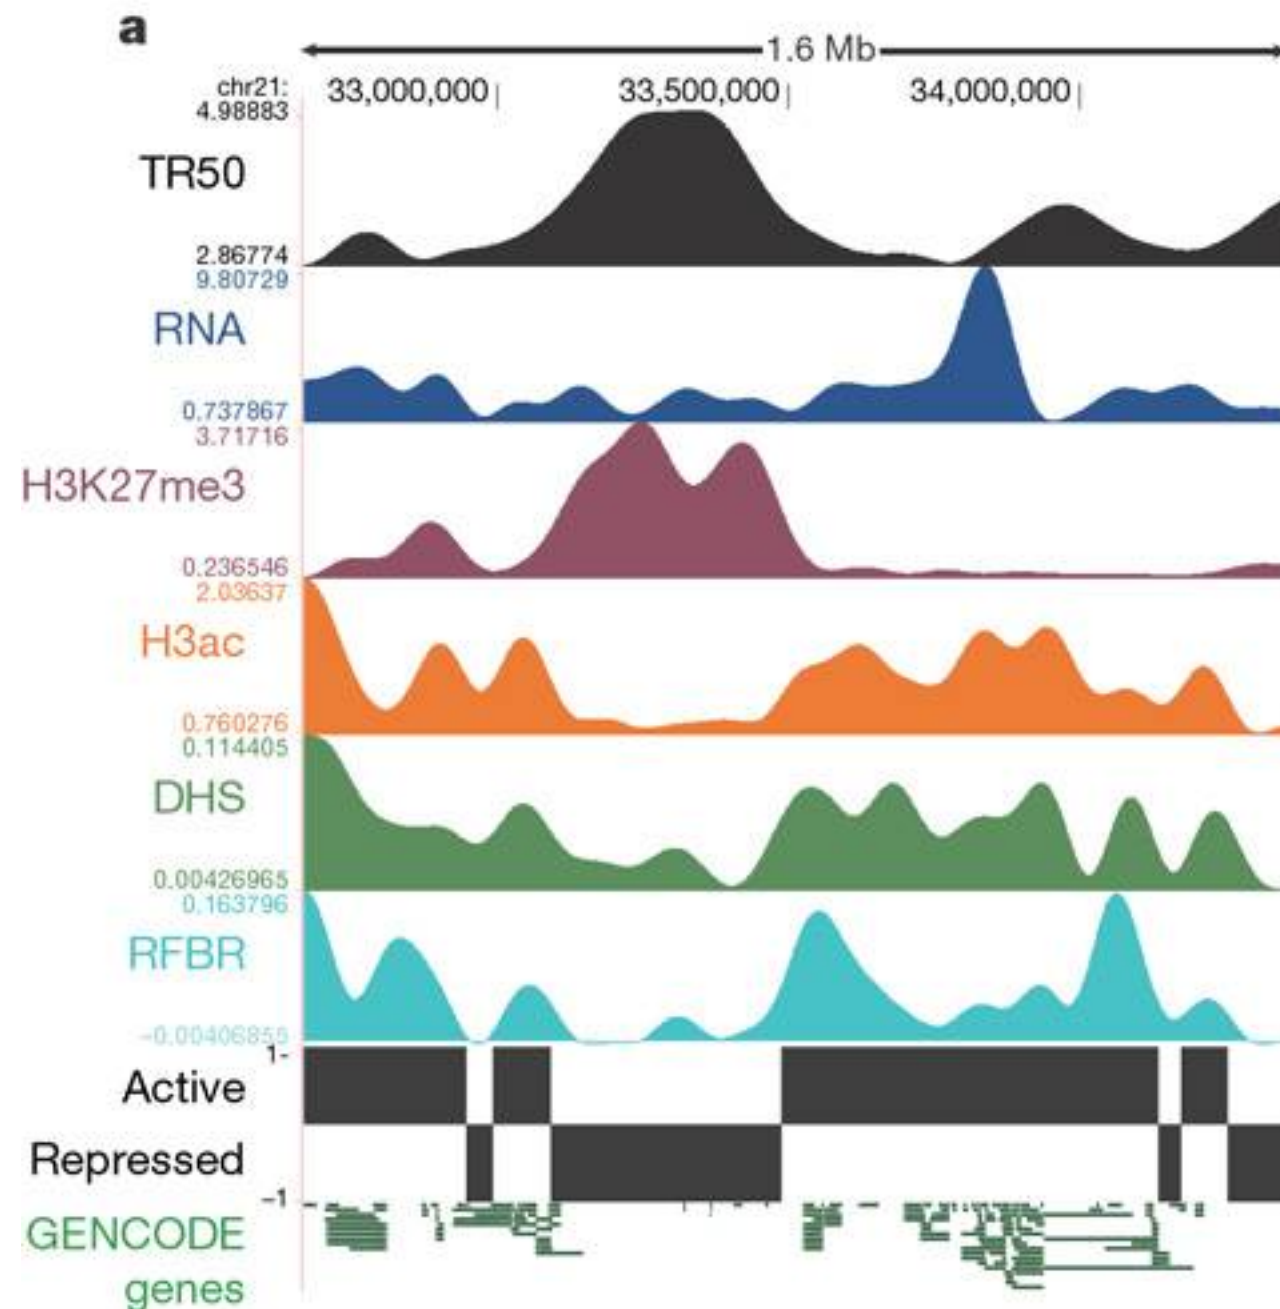 a
1.6 Mb
chr21: 33,000,000 33,500,000 34,000,000
4.98883
TR50
2.86774
9.80729
RNA
0.737867
3.71716
H3K27me3
0.236546
2.03637
H3ac
0.760276
0.114405
DHS
0.00426965
0.163796
RFBR
−0.00406855
1-
Active
Repressed
−1
GENCODE
genes